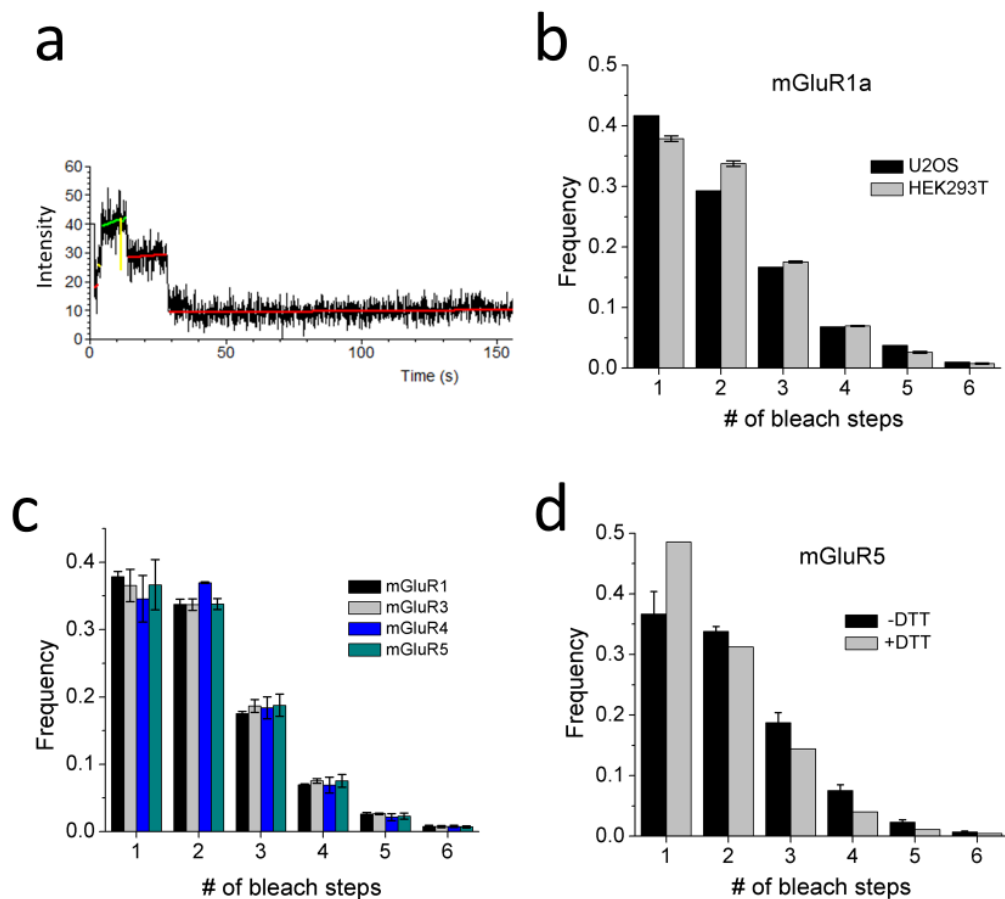 a
60
50
40
30
20
10
0
Intensity
0 50 100 150
Time (s)
b
mGluR1a
0.5
0.4
0.3
0.2
0.1
0.0
Frequency
U2OS
HEK293T
1 2 3 4 5 6
# of bleach steps
c
0.4
0.3
0.2
0.1
0.0
Frequency
mGluR1
mGluR3
mGluR4
mGluR5
1 2 3 4 5 6
# of bleach steps
d
mGluR5
0.5
0.4
0.3
0.2
0.1
0.0
Frequency
-DTT
+DTT
1 2 3 4 5 6
# of bleach steps